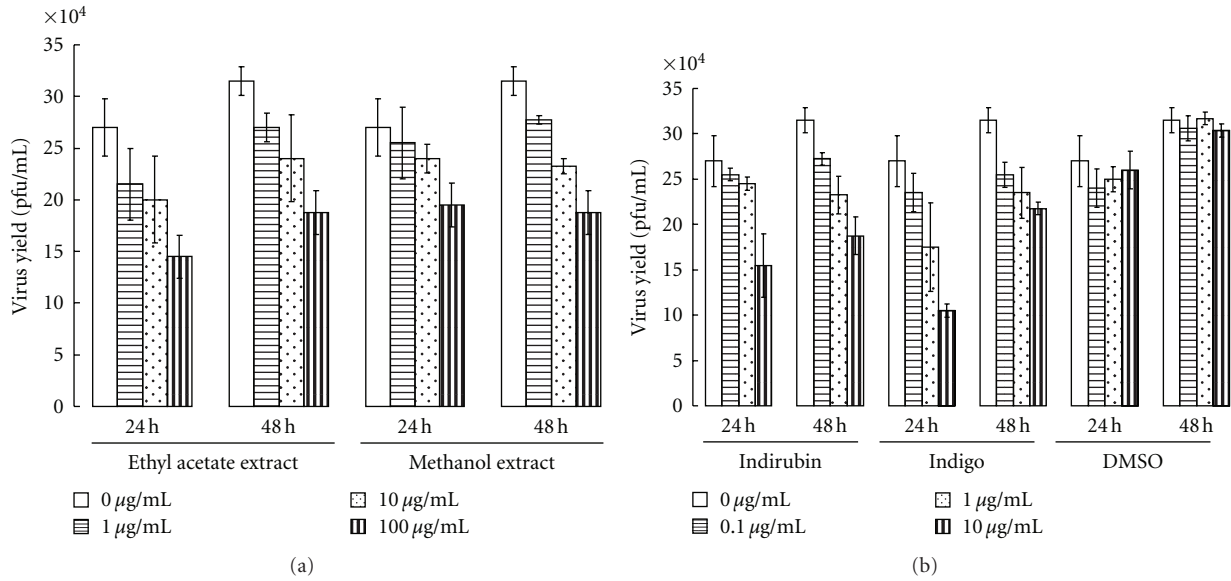 ×10⁴
35
30
25
20
15
10
5
0
Virus yield (pfu/mL)
24 h 48 h 24 h 48 h
Ethyl acetate extract Methanol extract
0 µg/mL 10 µg/mL
1 µg/mL 100 µg/mL
(a)
×10⁴
35
30
25
20
15
10
5
0
Virus yield (pfu/mL)
24 h 48 h 24 h 48 h 24 h 48 h
Indirubin Indigo DMSO
0 µg/mL 1 µg/mL
0.1 µg/mL 10 µg/mL
(b)